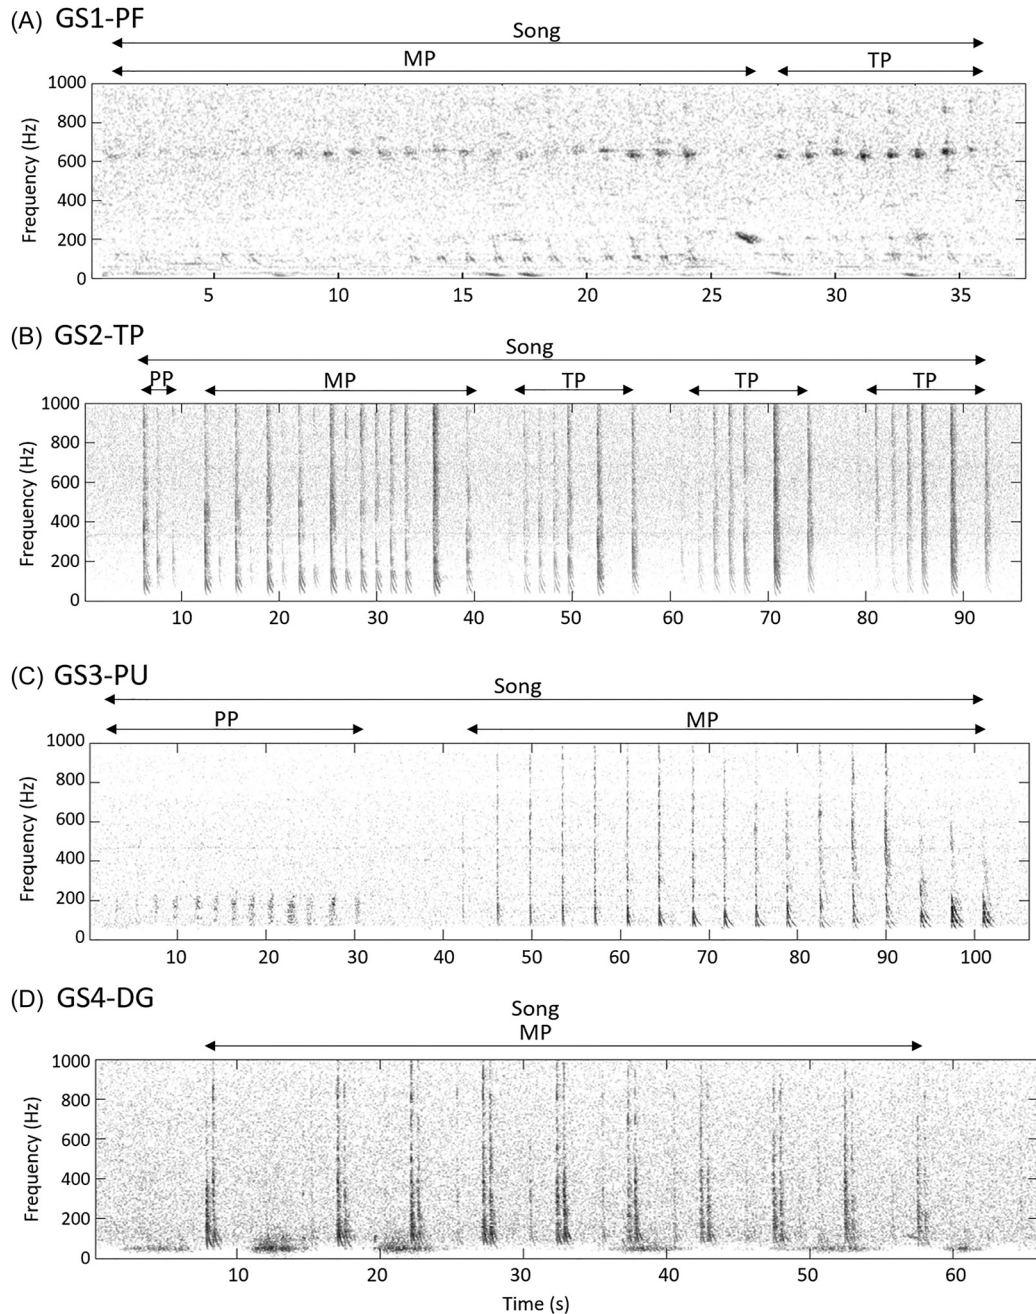 (A) GS1-PF
Song
MP TP
1000
800
600
400
200
0
Frequency (Hz)
5 10 15 20 25 30 35
(B) GS2-TP
Song
PP MP TP TP TP
1000
800
600
400
200
0
Frequency (Hz)
10 20 30 40 50 60 70 80 90
(C) GS3-PU
Song
PP MP
1000
800
600
400
200
0
Frequency (Hz)
10 20 30 40 50 60 70 80 90 100
(D) GS4-DG
Song
MP
1000
800
600
400
200
0
Frequency (Hz)
10 20 30 40 50 60
Time (s)